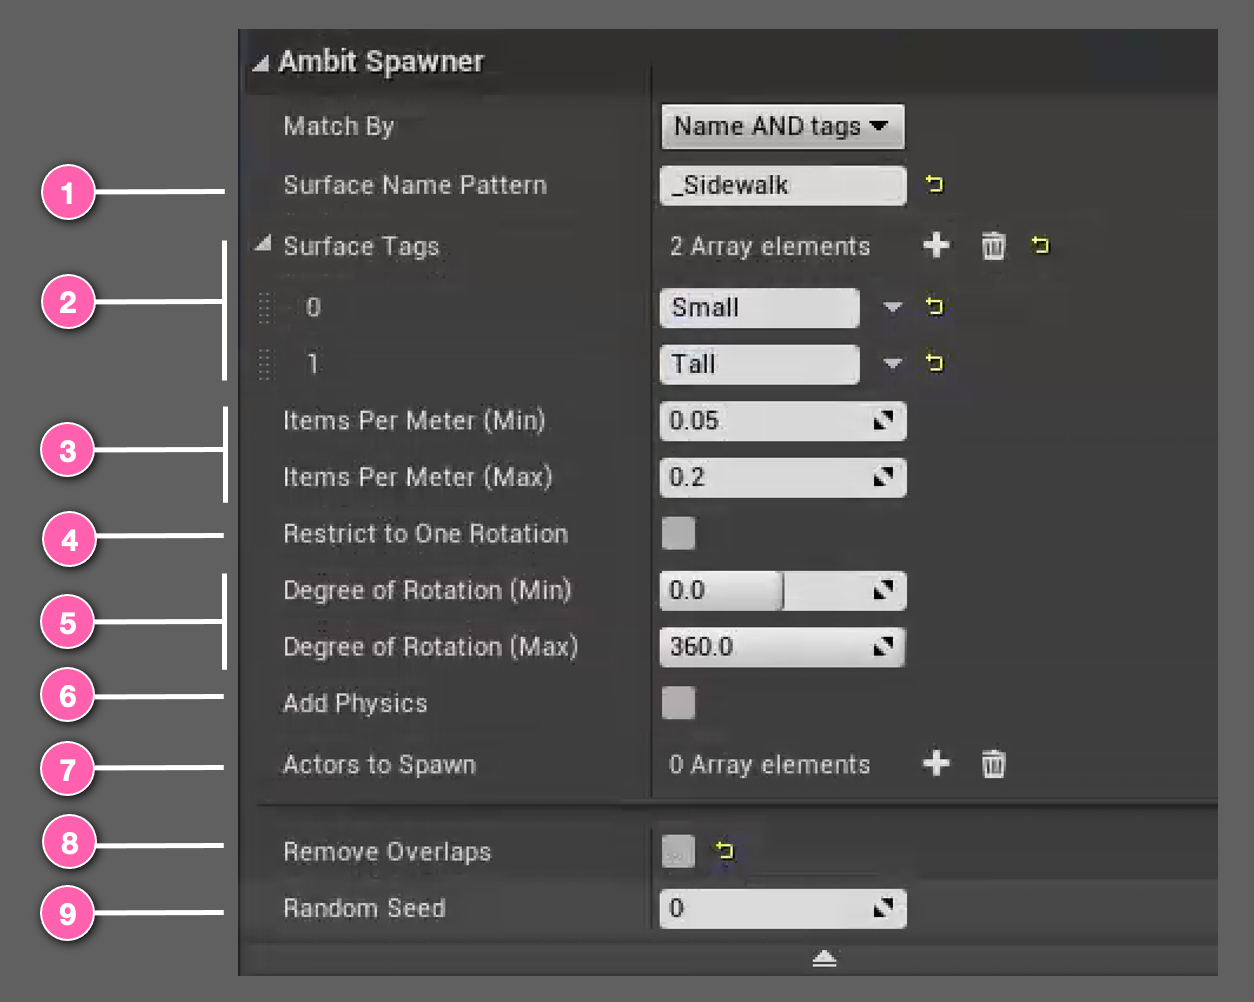 Ambit Spawner
Match By Name AND tags
1 Surface Name Pattern _Sidewalk
Surface Tags 2 Array elements
2 0 Small
1 Tall
Items Per Meter (Min) 0.05
3 Items Per Meter (Max) 0.2
4 Restrict to One Rotation
Degree of Rotation (Min) 0.0
5 Degree of Rotation (Max) 360.0
6 Add Physics
7 Actors to Spawn 0 Array elements
8 Remove Overlaps
9 Random Seed 0